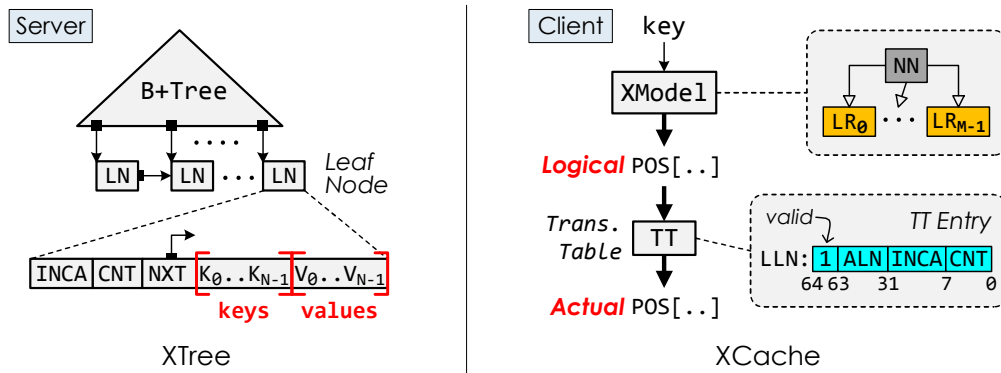 Server
B+Tree
....
LN
LN
...
LN
Leaf
Node
INCA CNT NXT K0..KN-1 V0..VN-1
keys values
XTree
Client
key
XModel
NN
LR0 ... LRM-1
Logical POS[..]
Trans.
Table
TT
valid
TT Entry
LLN: 1 ALN INCA CNT
64 63 31 7 0
Actual POS[..]
XCache